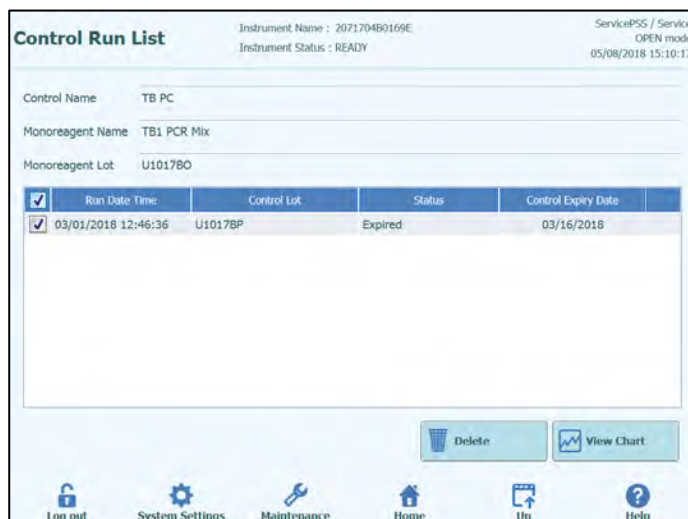 Control Run List
Instrument Name : 2071704B0169E
Instrument Status : READY
ServicePSS / Service
OPEN mode
05/08/2018 15:10:17
Control Name TB PC
Monoreagent Name TB1 PCR Mix
Monoreagent Lot U1017BO
Run Date Time Control Lot Status Control Expiry Date
03/01/2018 12:46:36 U1017BP Expired 03/16/2018
Delete View Chart
Log out System Settings Maintenance Home Up Help